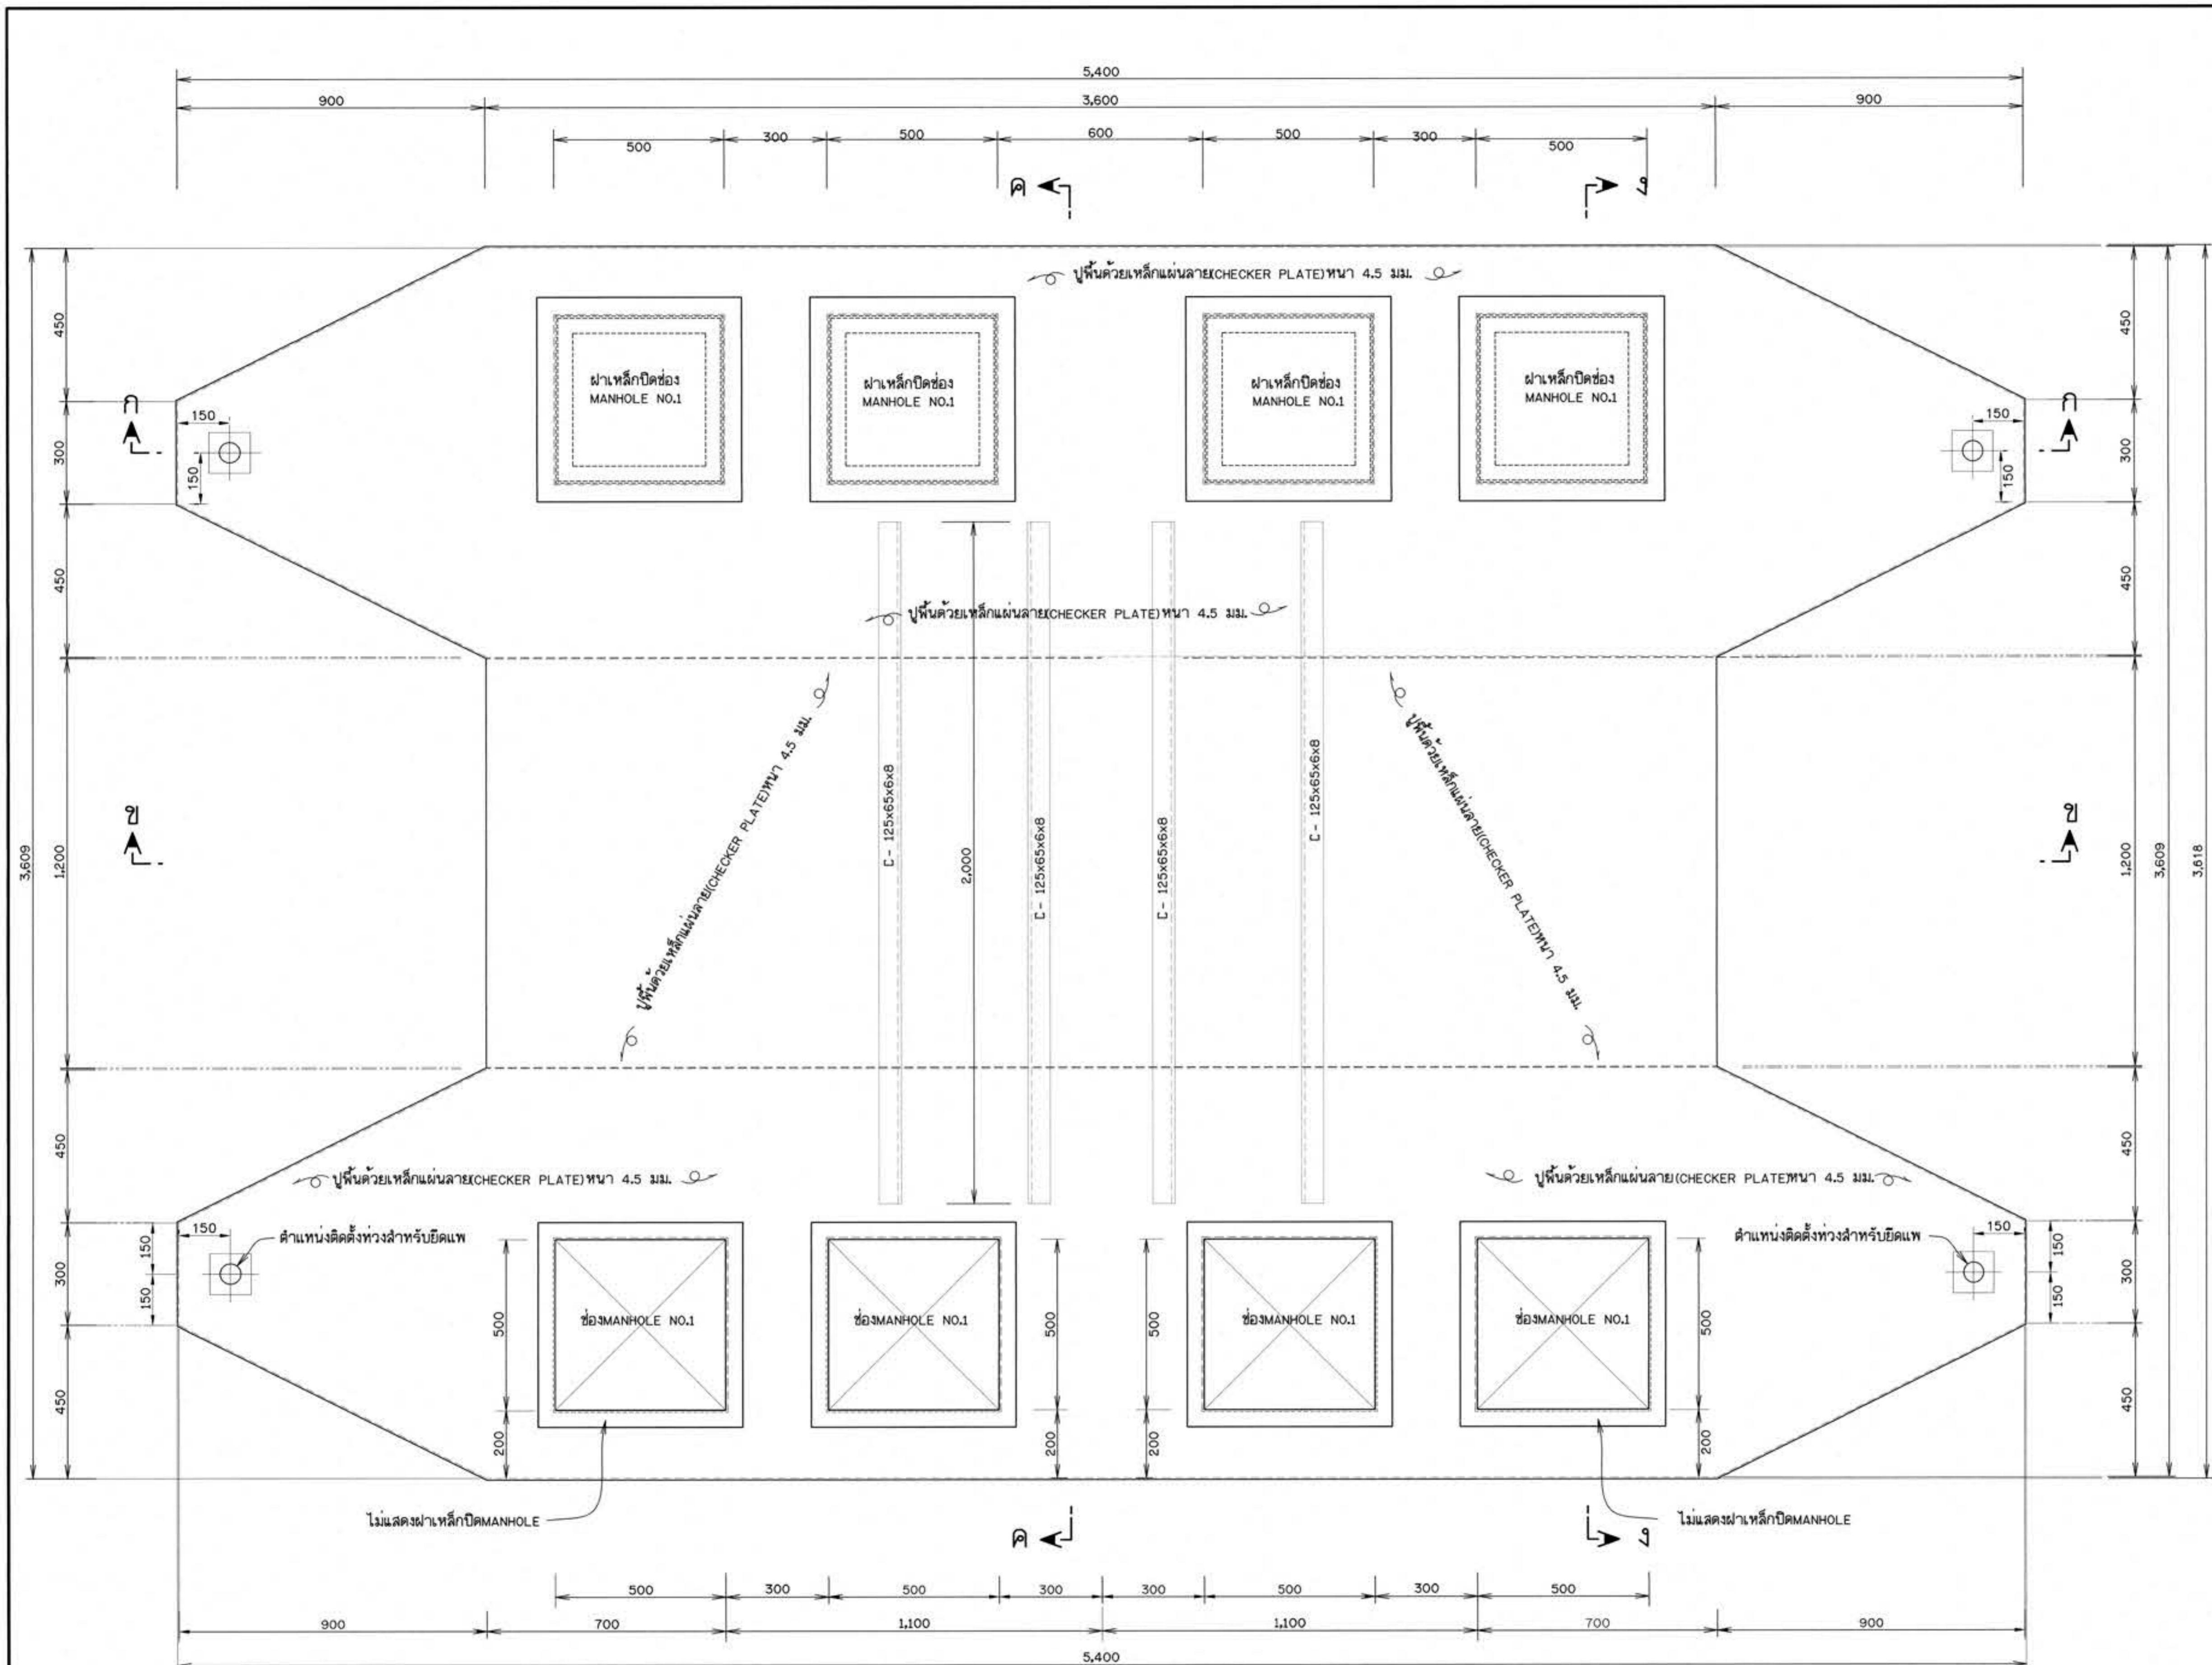 5,400
900
3,600
900
500
300
500
600
500
300
500
ค
ง
ปูพื้นด้วยเหล็กแผ่นลาย(CHECKER PLATE)หนา 4.5 มม.
450
300
450
1,200
450
300
450
3,609
ก
150
150
ฝาเหล็กปิดช่อง
MANHOLE NO.1
ฝาเหล็กปิดช่อง
MANHOLE NO.1
ฝาเหล็กปิดช่อง
MANHOLE NO.1
ฝาเหล็กปิดช่อง
MANHOLE NO.1
ก
150
150
450
300
450
1,200
450
300
450
3,609
3,618
ปูพื้นด้วยเหล็กแผ่นลาย(CHECKER PLATE)หนา 4.5 มม.
ปูพื้นด้วยเหล็กแผ่นลาย(CHECKER PLATE)หนา 4.5 มม.
ปูพื้นด้วยเหล็กแผ่นลาย(CHECKER PLATE)หนา 4.5 มม.
C- 125x65x6x8
2,000
C- 125x65x6x8
C- 125x65x6x8
C- 125x65x6x8
ข
ข
ปูพื้นด้วยเหล็กแผ่นลาย(CHECKER PLATE)หนา 4.5 มม.
ปูพื้นด้วยเหล็กแผ่นลาย(CHECKER PLATE)หนา 4.5 มม.
150
150
150
ตำแหน่งติดตั้งห่วงสำหรับยึดแพ
ตำแหน่งติดตั้งห่วงสำหรับยึดแพ
150
150
150
500
200
ช่องMANHOLE NO.1
ช่องMANHOLE NO.1
500
200
500
200
ช่องMANHOLE NO.1
ช่องMANHOLE NO.1
500
200
ไม่แสดงฝาเหล็กปิดMANHOLE
ไม่แสดงฝาเหล็กปิดMANHOLE
ค
ง
500
300
500
300
300
500
300
500
900
700
1,100
1,100
700
900
5,400